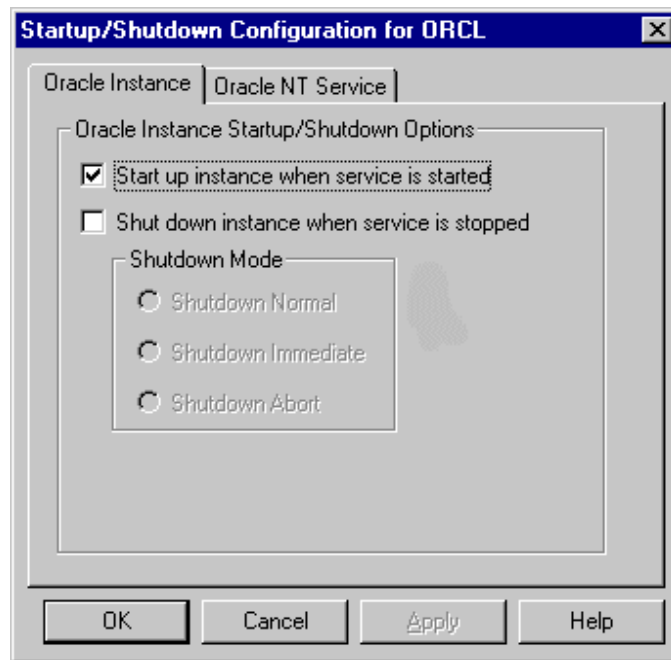 Startup/Shutdown Configuration for ORCL
Oracle Instance
Oracle NT Service
Oracle Instance Startup/Shutdown Options
Start up instance when service is started
Shut down instance when service is stopped
Shutdown Mode
Shutdown Normal
Shutdown Immediate
Shutdown Abort
OK
Cancel
Apply
Help